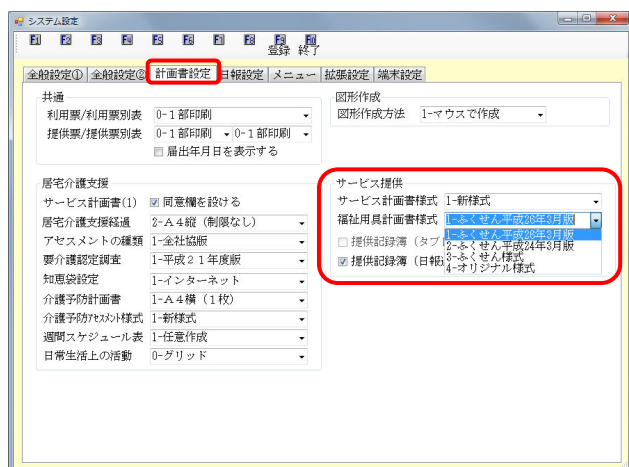 システム設定
F1 F2 F3 F4 F5 F6 F7 F8 F9 F10
登録 終了
全般設定① 全般設定② 計画書設定 日報設定 メニュー 拡張設定 端末設定
共通
利用票/利用票別表 0-1部印刷
提供票/提供票別表 0-1部印刷 0-1部印刷
届出年月日を表示する
図形作成
図形作成方法 1-マウスで作成
居宅介護支援
サービス計画書(1) 同意欄を設ける
居宅介護支援経過 2-A4縦(制限なし)
アセスメントの種類 1-全社協版
要介護認定調査 1-平成21年度版
知恵袋設定 1-インターネット
介護予防計画書 1-A4横(1枚)
介護予防アセスメント様式 1-新様式
週間スケジュール表 1-任意作成
日常生活上の活動 0-グリッド
サービス提供
サービス計画書様式 1-新様式
福祉用具計画書様式 1-ふくせん平成26年3月版
1-ふくせん平成26年3月版
2-ふくせん平成24年3月版
3-ふくせん様式
4-オリジナル様式
提供記録簿(タブ
提供記録簿(日報